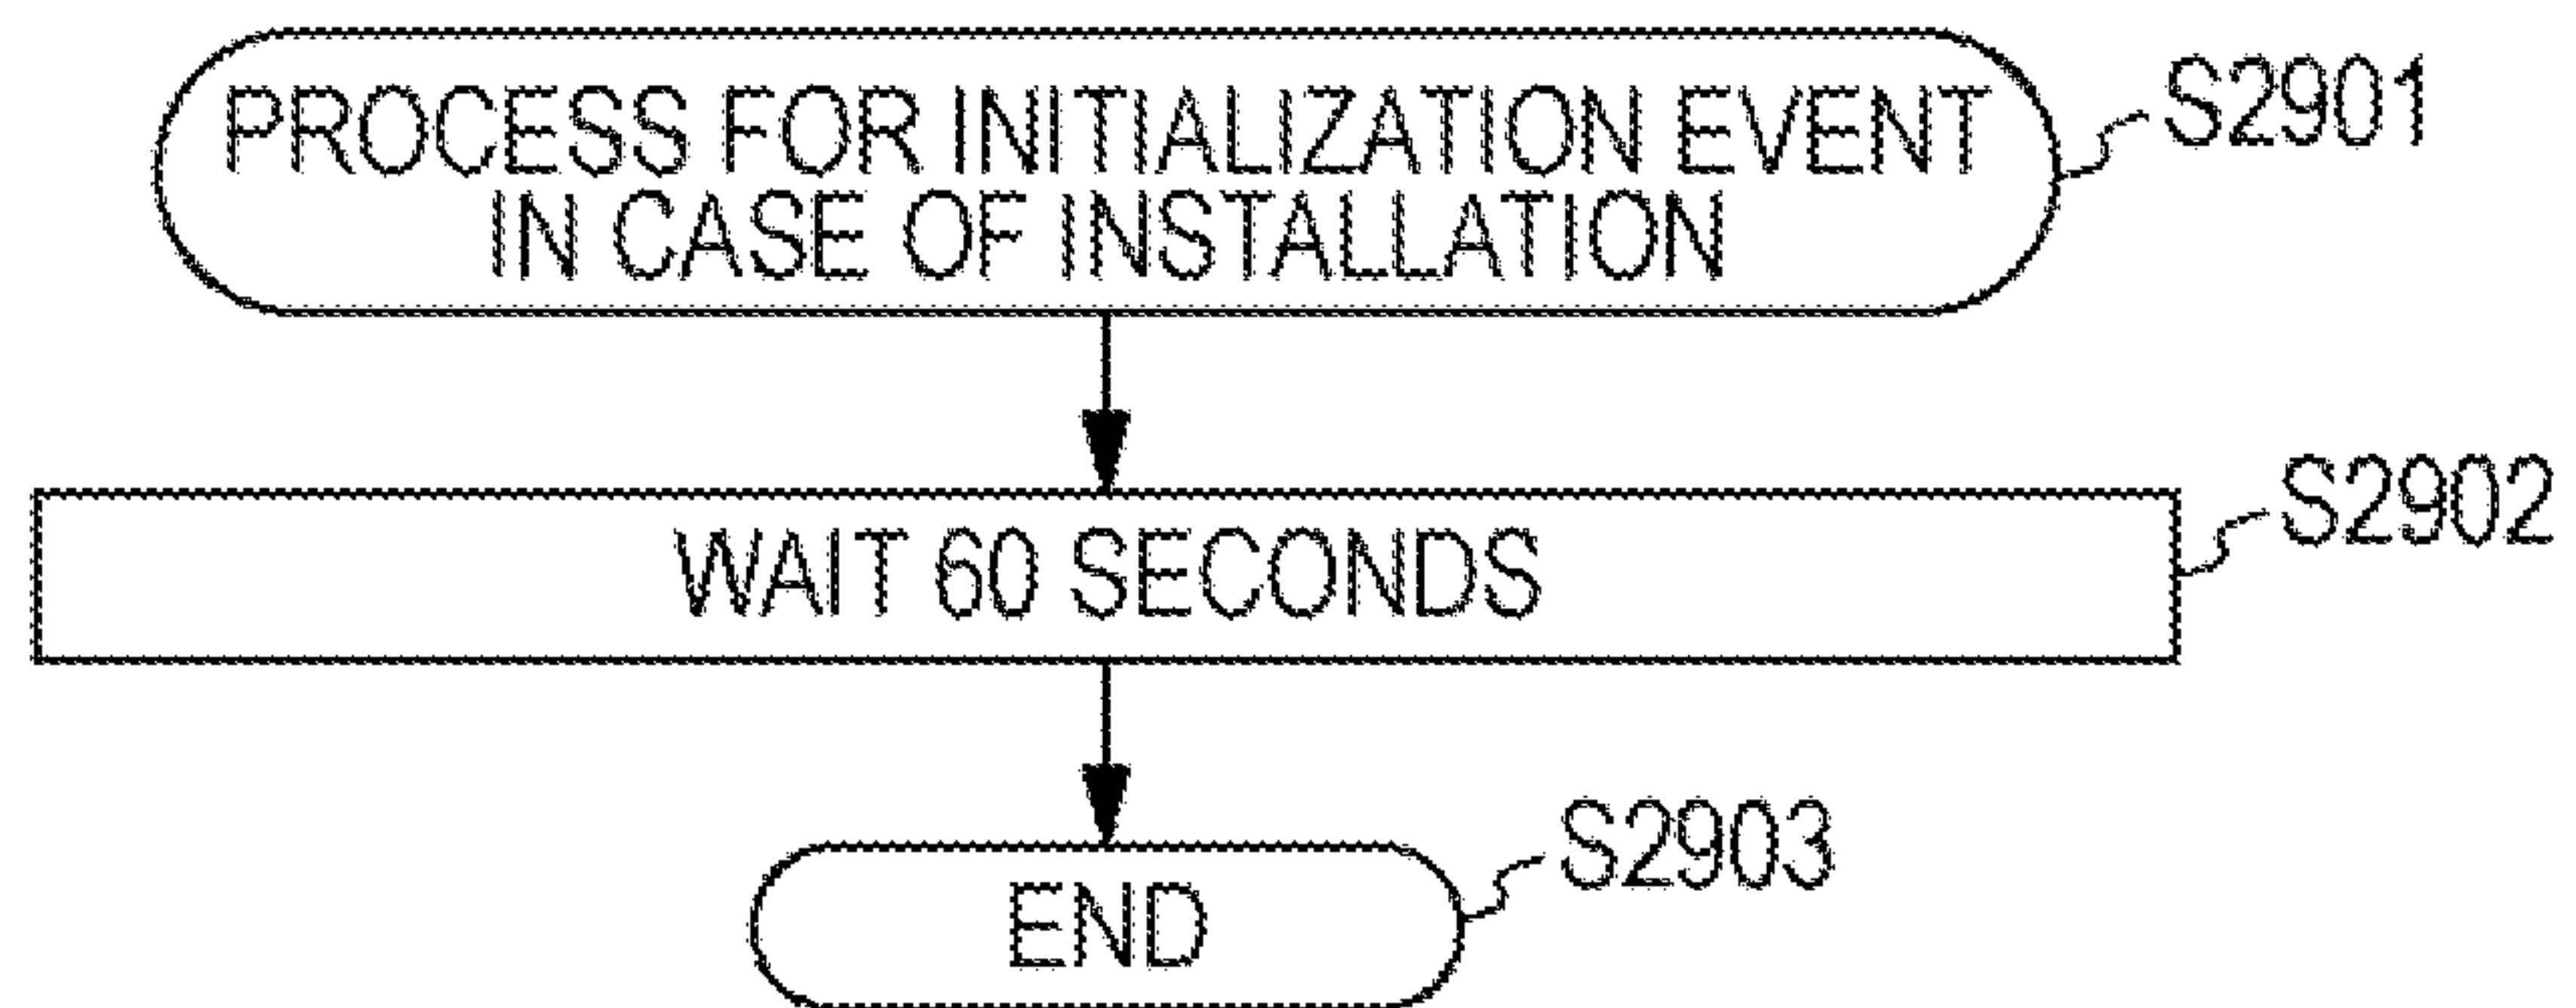 PROCESS FOR INITIALIZATION EVENT
IN CASE OF INSTALLATION
S2901
WAIT 60 SECONDS
S2902
END
S2903